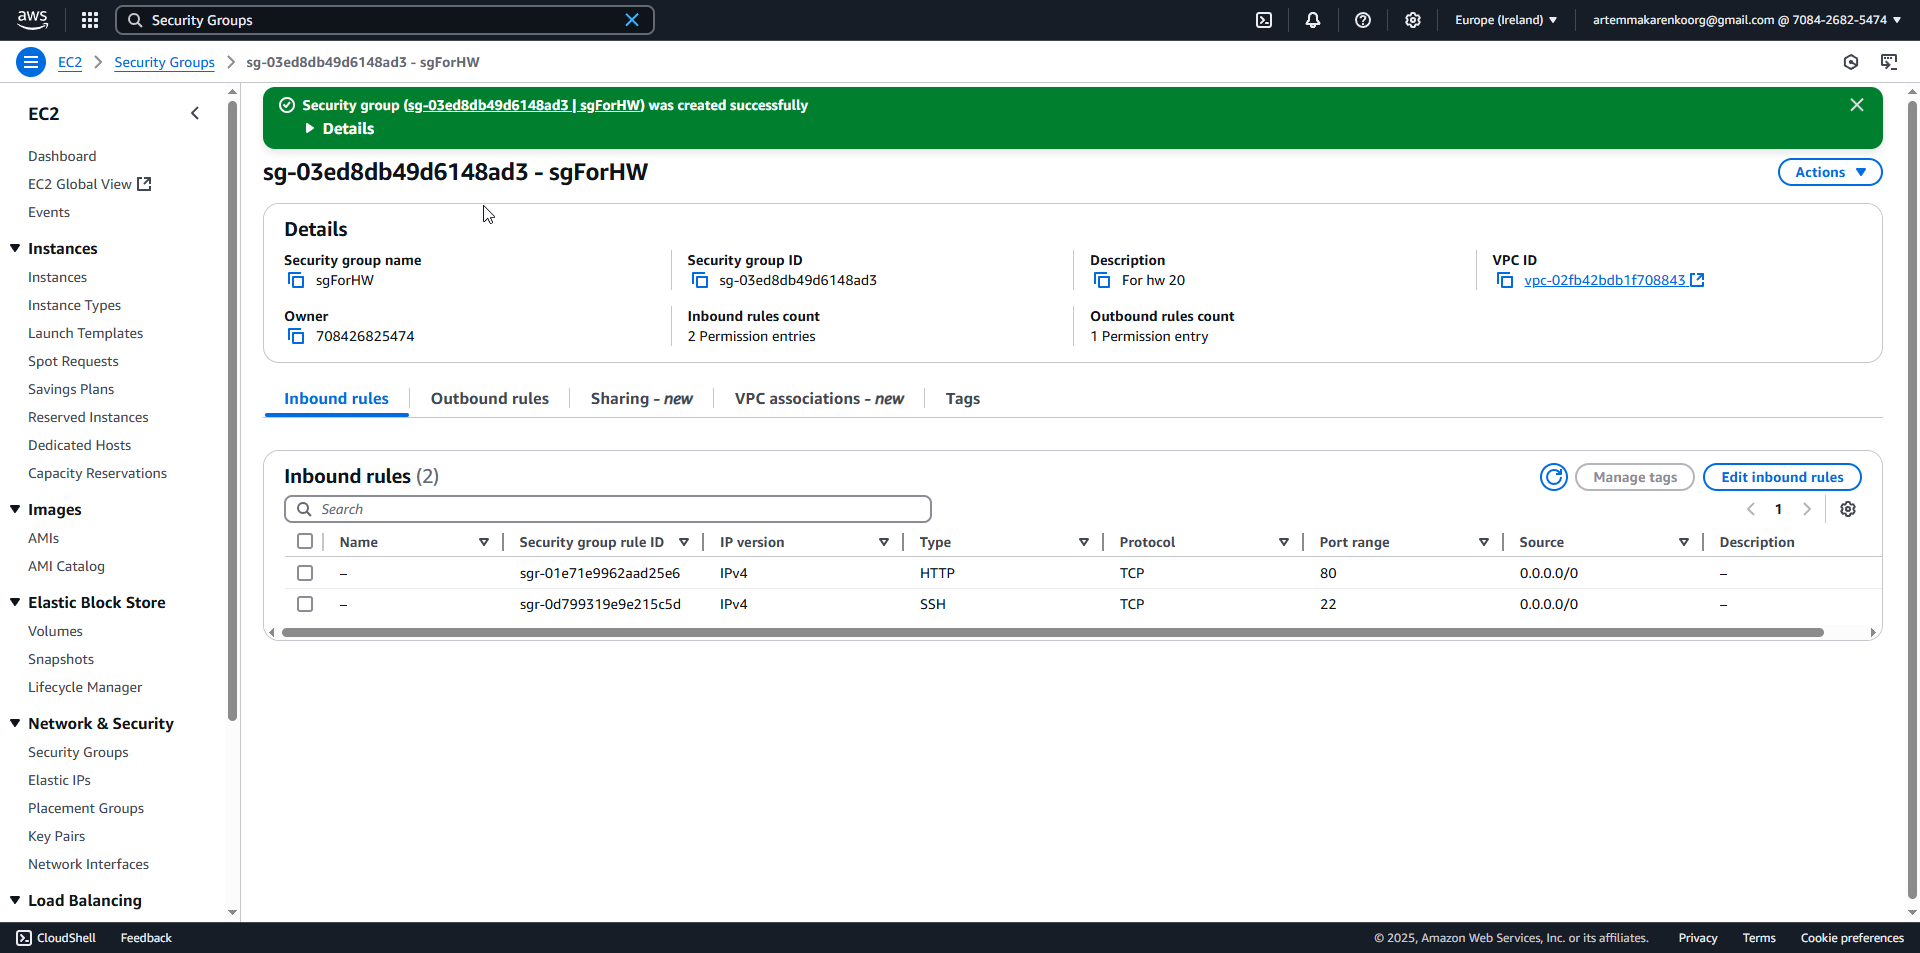 aws
Security Groups
Europe (Ireland)
artemmakarenkoorg@gmail.com @ 7084-2682-5474
EC2
Security Groups
sg-03ed8db49d6148ad3 - sgForHW
EC2
Dashboard
EC2 Global View
Events
Instances
Instances
Instance Types
Launch Templates
Spot Requests
Savings Plans
Reserved Instances
Dedicated Hosts
Capacity Reservations
Images
AMIs
AMI Catalog
Elastic Block Store
Volumes
Snapshots
Lifecycle Manager
Network & Security
Security Groups
Elastic IPs
Placement Groups
Key Pairs
Network Interfaces
Load Balancing
Security group (sg-03ed8db49d6148ad3 | sgForHW) was created successfully
Details
sg-03ed8db49d6148ad3 - sgForHW
Actions
Details
Security group name
sgForHW
Security group ID
sg-03ed8db49d6148ad3
Description
For hw 20
VPC ID
vpc-02fb42bdb1f708843
Owner
708426825474
Inbound rules count
2 Permission entries
Outbound rules count
1 Permission entry
Inbound rules
Outbound rules
Sharing - new
VPC associations - new
Tags
Inbound rules (2)
Manage tags
Edit inbound rules
Search
1
Name Security group rule ID IP version Type Protocol Port range Source Description
– sgr-01e71e9962aad25e6 IPv4 HTTP TCP 80 0.0.0.0/0 –
– sgr-0d799319e9e215c5d IPv4 SSH TCP 22 0.0.0.0/0 –
CloudShell
Feedback
© 2025, Amazon Web Services, Inc. or its affiliates.
Privacy
Terms
Cookie preferences